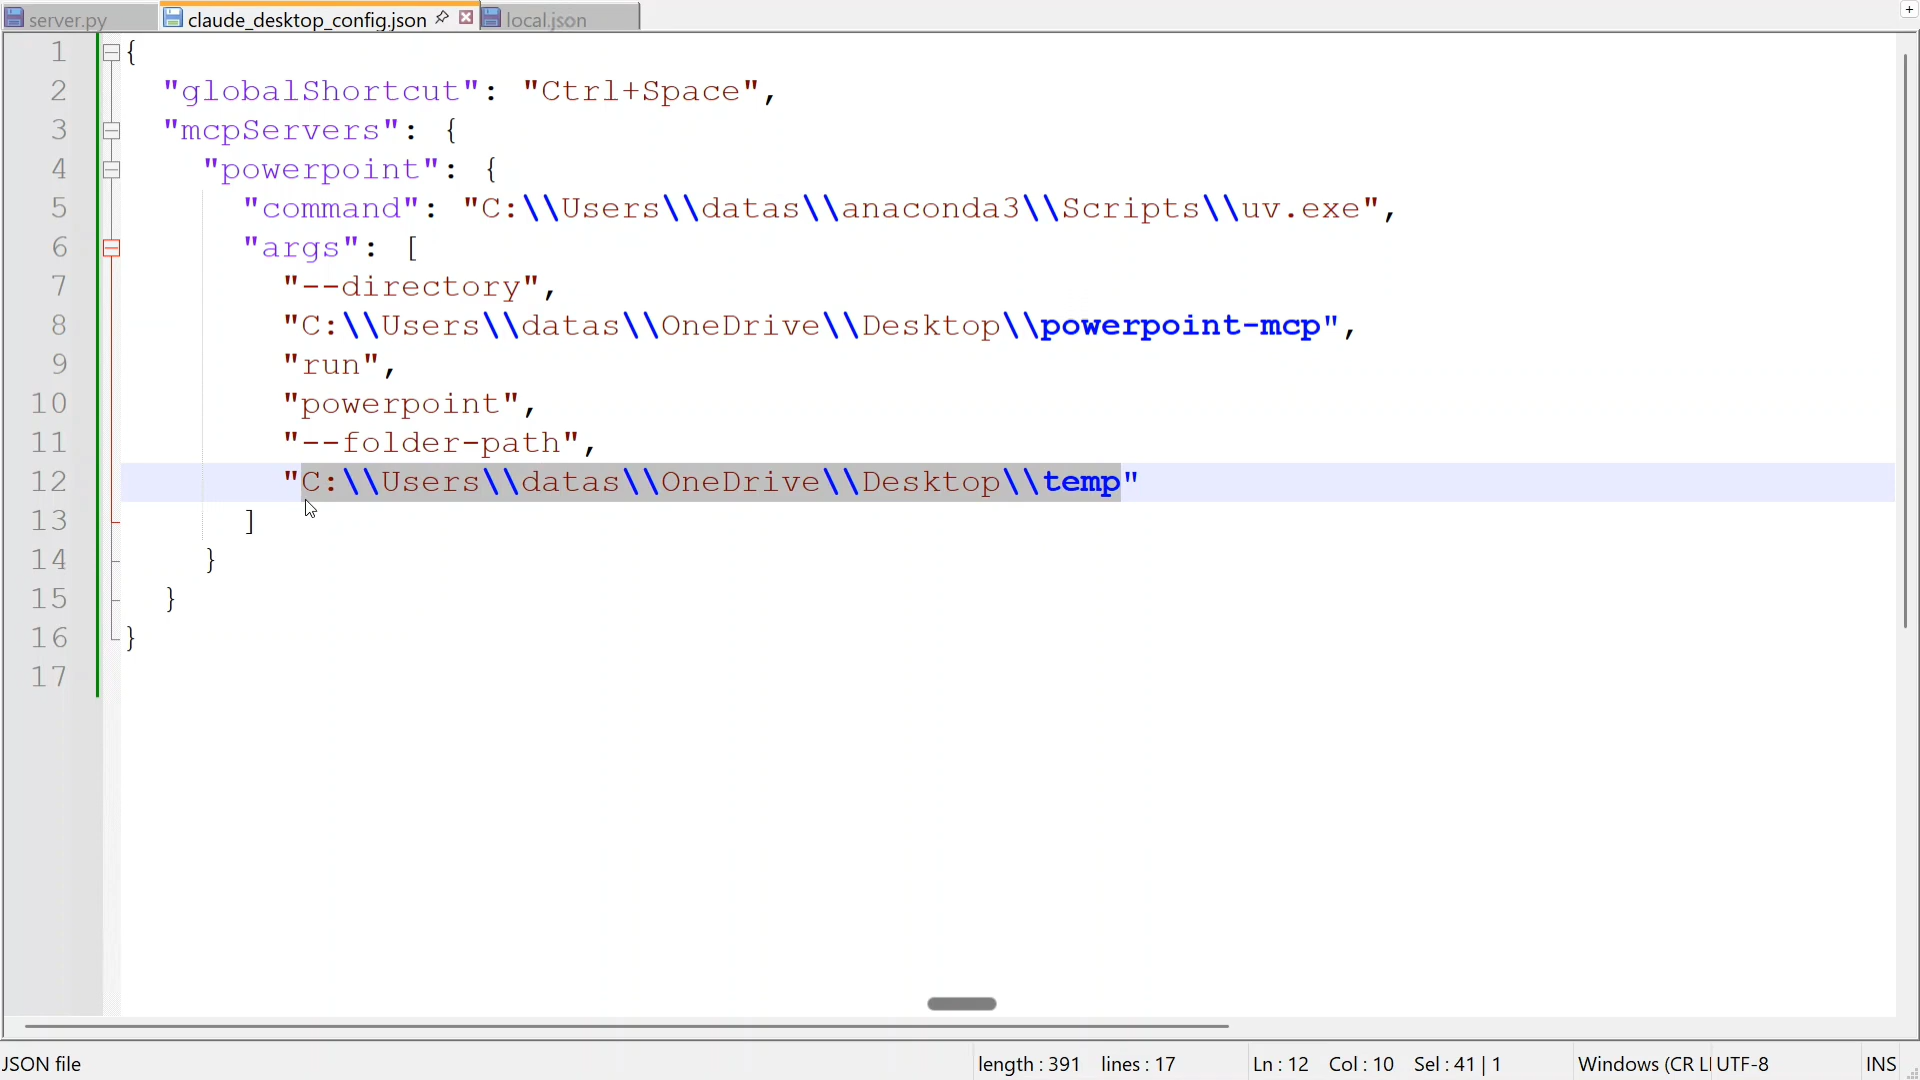 server.py claude_desktop_config.json local.json +
1 {
2 "globalShortcut": "Ctrl+Space",
3 "mcpServers": {
4 "powerpoint": {
5 "command": "C:\\Users\\datas\\anaconda3\\Scripts\\uv.exe",
6 "args": [
7 "--directory",
8 "C:\\Users\\datas\\OneDrive\\Desktop\\powerpoint-mcp",
9 "run",
10 "powerpoint",
11 "--folder-path",
12 "C:\\Users\\datas\\OneDrive\\Desktop\\temp"
13 ]
14 }
15 }
16 }
17
JSON file length : 391 lines : 17 Ln : 12 Col : 10 Sel : 41 | 1 Windows (CR L UTF-8 INS